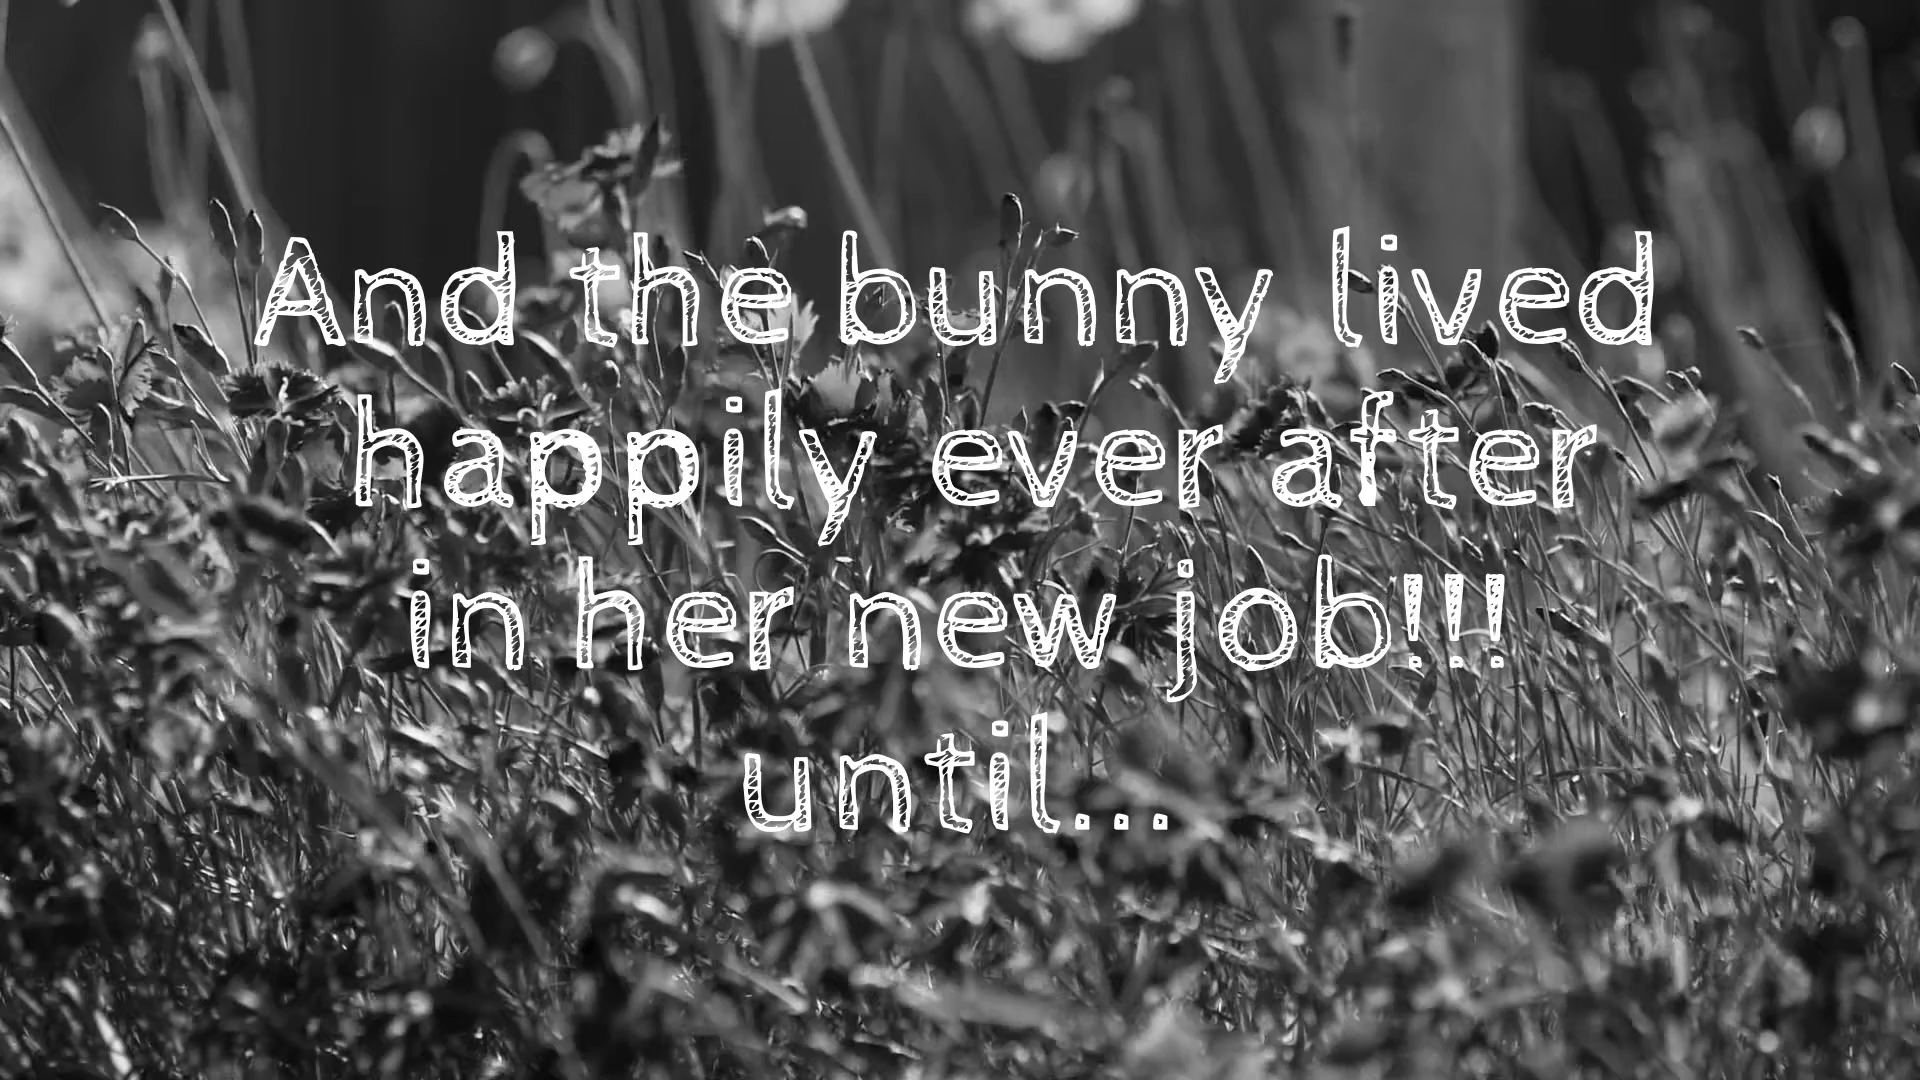 And the bunny lived
happily ever after
in her new job!!!
until...